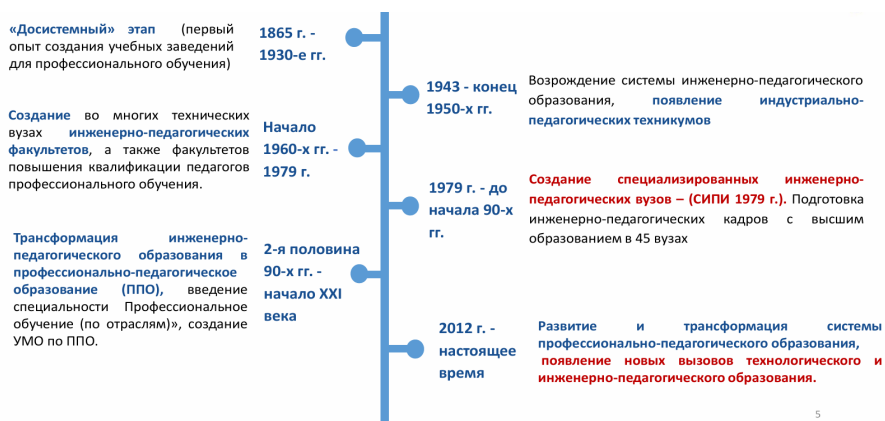 «Досистемный» этап (первый
опыт создания учебных заведений
для профессионального обучения)
1865 г. -
1930-е гг.
1943 - конец
1950-х гг.
Возрождение системы инженерно-педагогического
образования, появление индустриально-
педагогических техникумов
Создание во многих технических
вузах инженерно-педагогических
факультетов, а также факультетов
повышения квалификации педагогов
профессионального обучения.
Начало
1960-х гг. -
1979 г.
1979 г. - до
начала 90-х
гг.
Создание специализированных инженерно-
педагогических вузов – (СИПИ 1979 г.). Подготовка
инженерно-педагогических кадров с высшим
образованием в 45 вузах
Трансформация инженерно-
педагогического образования в
профессионально-педагогическое
образование (ППО), введение
специальности Профессиональное
обучение (по отраслям)», создание
УМО по ППО.
2-я половина
90-х гг. -
начало XXI
века
2012 г. -
настоящее
время
Развитие и трансформация системы
профессионально-педагогического образования,
появление новых вызовов технологического и
инженерно-педагогического образования.
5